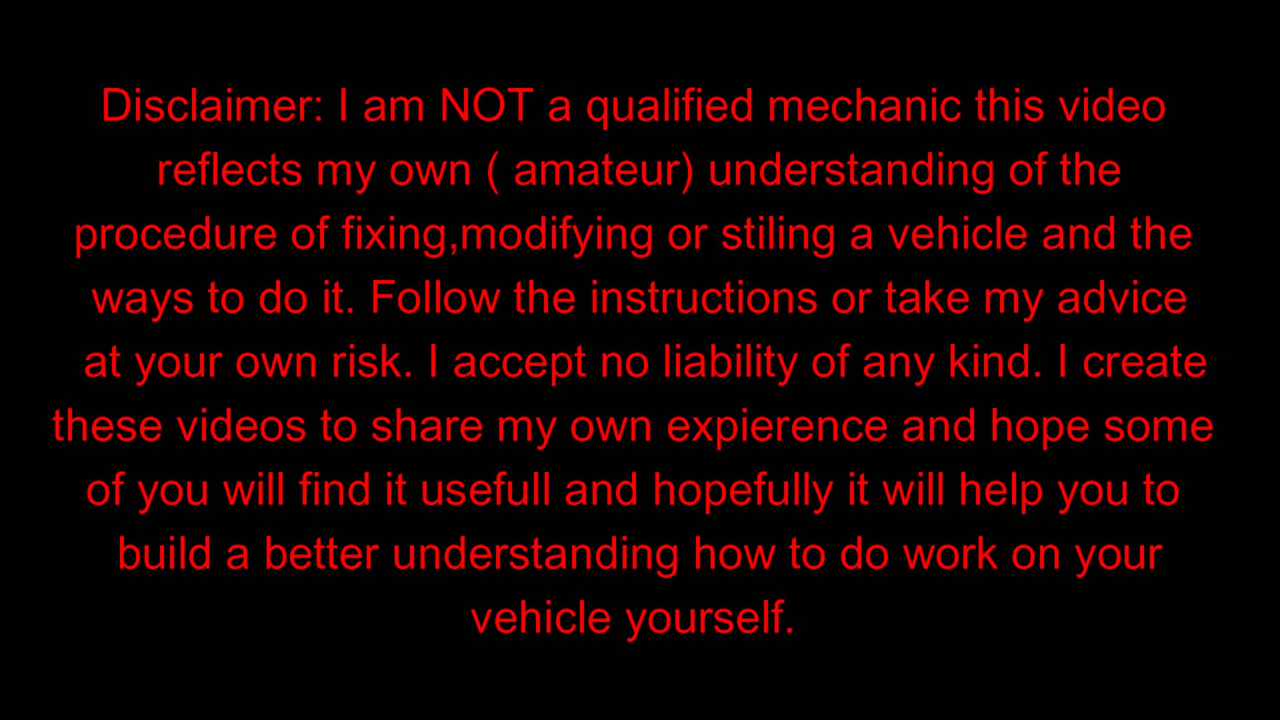 Disclaimer: I am NOT a qualified mechanic this video
reflects my own ( amateur) understanding of the
procedure of fixing,modifying or stiling a vehicle and the
ways to do it. Follow the instructions or take my advice
at your own risk. I accept no liability of any kind. I create
these videos to share my own expierence and hope some
of you will find it usefull and hopefully it will help you to
build a better understanding how to do work on your
vehicle yourself.